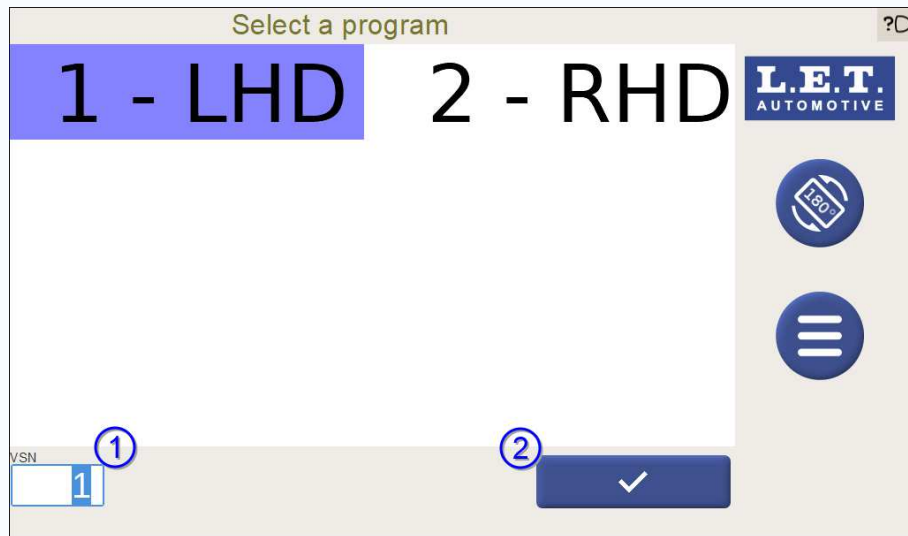 Select a program
?D
1 - LHD
2 - RHD
L.E.T.
AUTOMOTIVE
180°
VSN
1
1
2